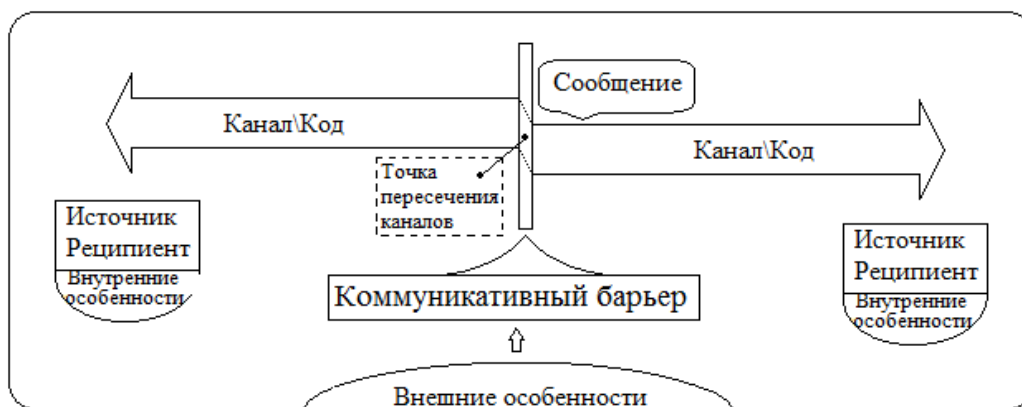 Сообщение
Канал\Код
Канал\Код
Точка
пересечения
каналов
Источник
Реципиент
Внутренние
особенности
Источник
Реципиент
Внутренние
особенности
Коммуникативный барьер
Внешние особенности